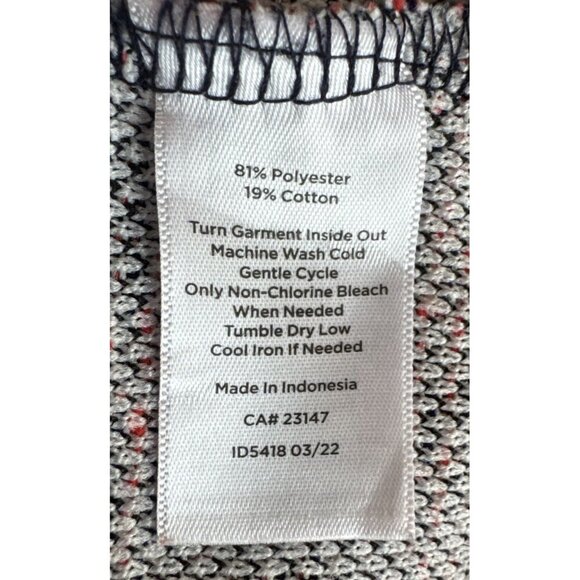 81% Polyester
19% Cotton
Turn Garment Inside Out
Machine Wash Cold
Gentle Cycle
Only Non-Chlorine Bleach
When Needed
Tumble Dry Low
Cool Iron If Needed
Made In Indonesia
CA# 23147
ID5418 03/22